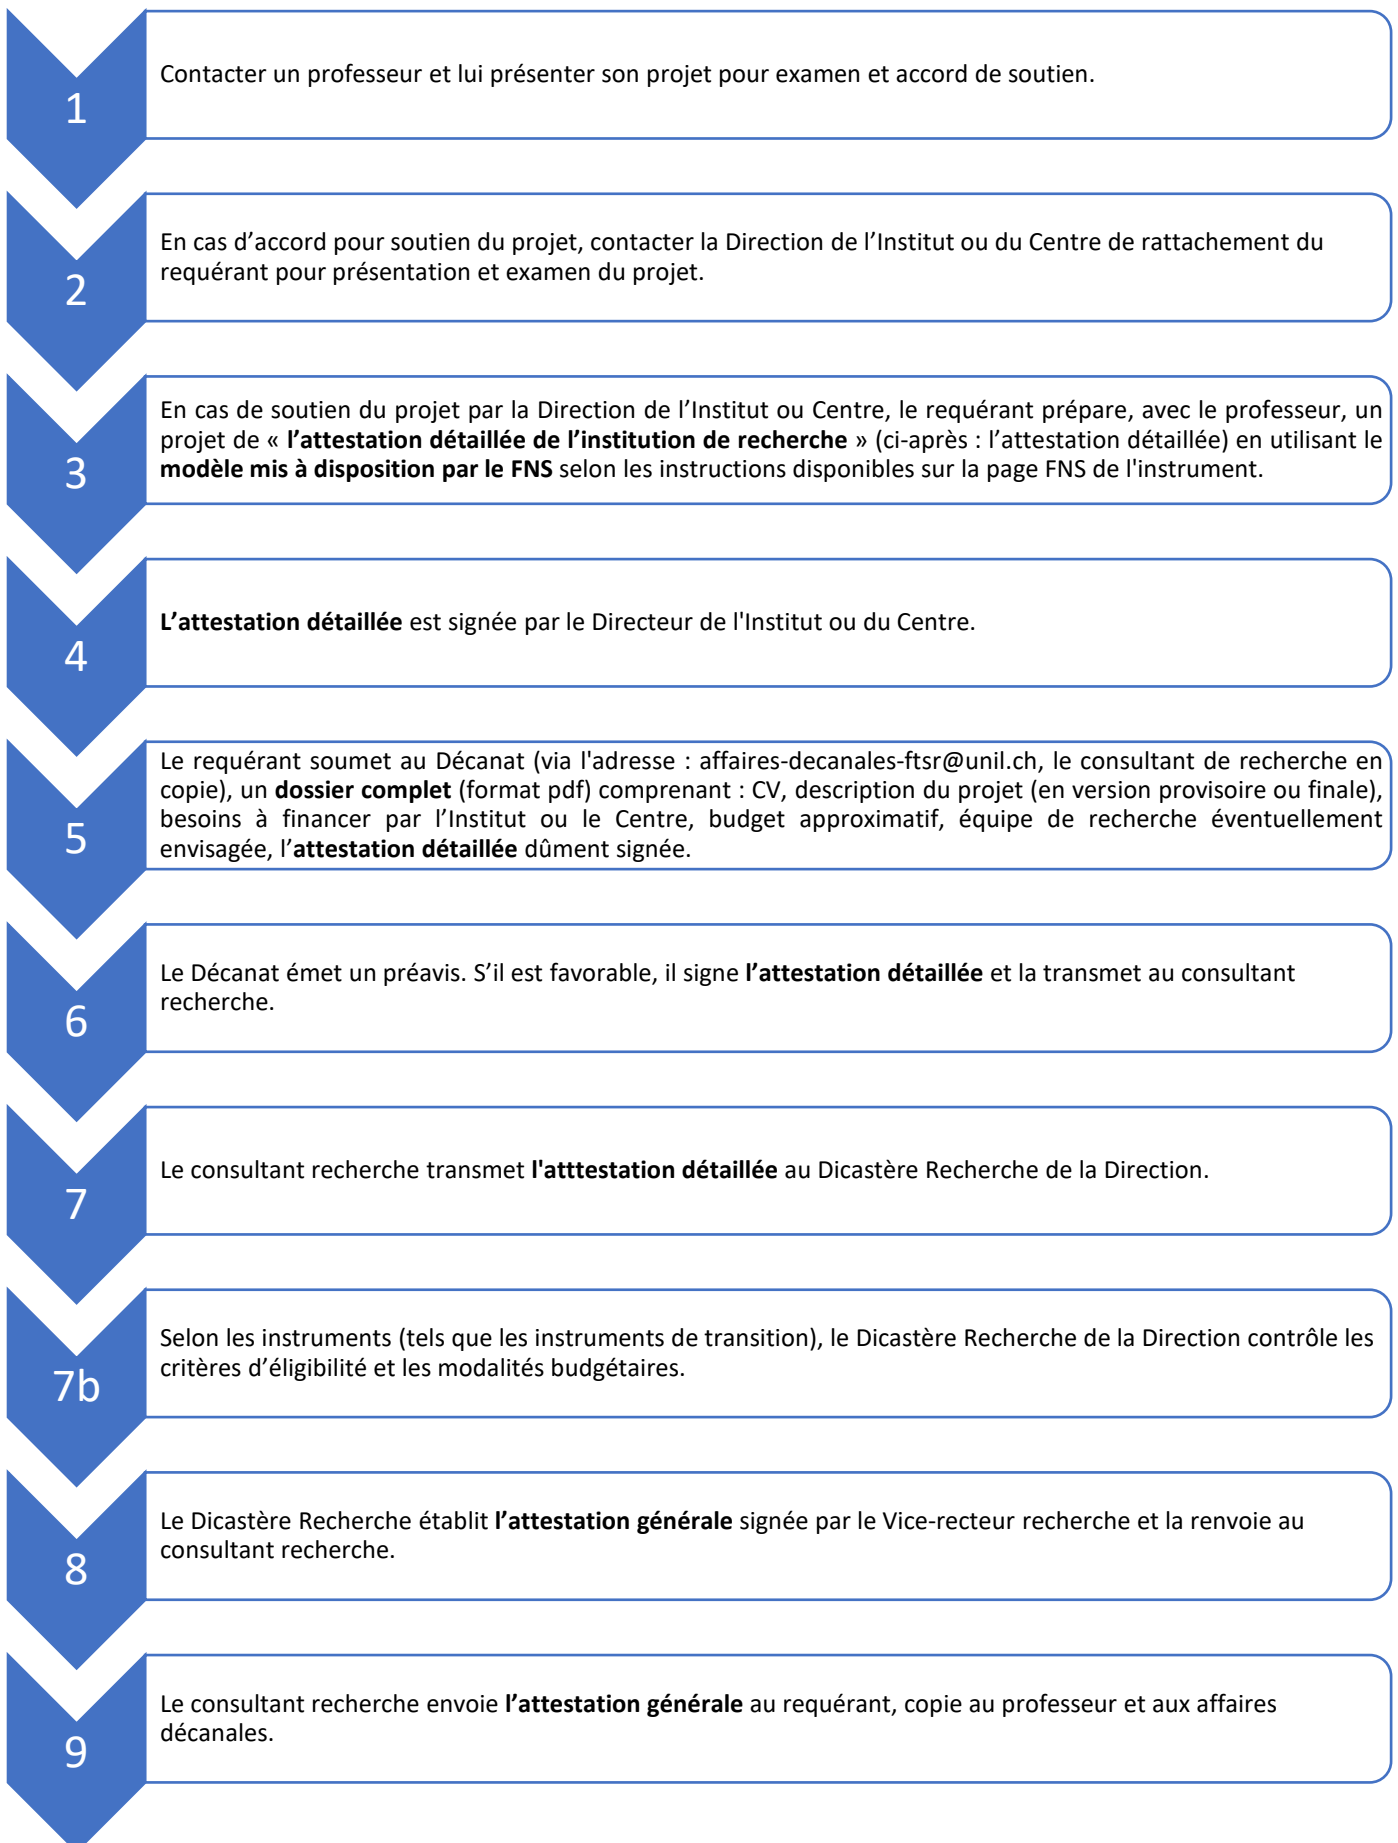 1
Contacter un professeur et lui présenter son projet pour examen et accord de soutien.
2
En cas d’accord pour soutien du projet, contacter la Direction de l’Institut ou du Centre de rattachement du
requérant pour présentation et examen du projet.
3
En cas de soutien du projet par la Direction de l’Institut ou Centre, le requérant prépare, avec le professeur, un
projet de « l’attestation détaillée de l’institution de recherche » (ci-après : l’attestation détaillée) en utilisant le
modèle mis à disposition par le FNS selon les instructions disponibles sur la page FNS de l'instrument.
4
L’attestation détaillée est signée par le Directeur de l'Institut ou du Centre.
5
Le requérant soumet au Décanat (via l'adresse : affaires-decanales-ftsr@unil.ch, le consultant de recherche en
copie), un dossier complet (format pdf) comprenant : CV, description du projet (en version provisoire ou finale),
besoins à financer par l’Institut ou le Centre, budget approximatif, équipe de recherche éventuellement
envisagée, l’attestation détaillée dûment signée.
6
Le Décanat émet un préavis. S’il est favorable, il signe l’attestation détaillée et la transmet au consultant
recherche.
7
Le consultant recherche transmet l'atttestation détaillée au Dicastère Recherche de la Direction.
7b
Selon les instruments (tels que les instruments de transition), le Dicastère Recherche de la Direction contrôle les
critères d’éligibilité et les modalités budgétaires.
8
Le Dicastère Recherche établit l’attestation générale signée par le Vice-recteur recherche et la renvoie au
consultant recherche.
9
Le consultant recherche envoie l’attestation générale au requérant, copie au professeur et aux affaires
décanales.